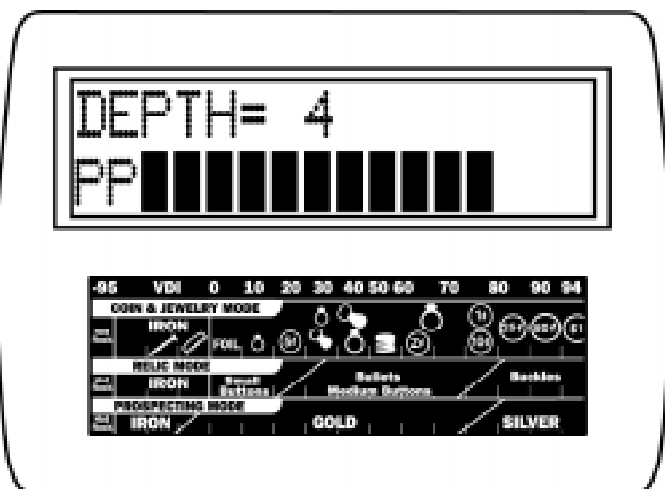 DEPTH= 4
PP
-95 VDI 0 10 20 30 40 50 60 70 80 90 94
COIN & JEWELRY MODE
IRON
FOIL
RELIC MODE
IRON Small Buttons Bullets Medium Buttons Buckles
PROSPECTING MODE
IRON GOLD SILVER